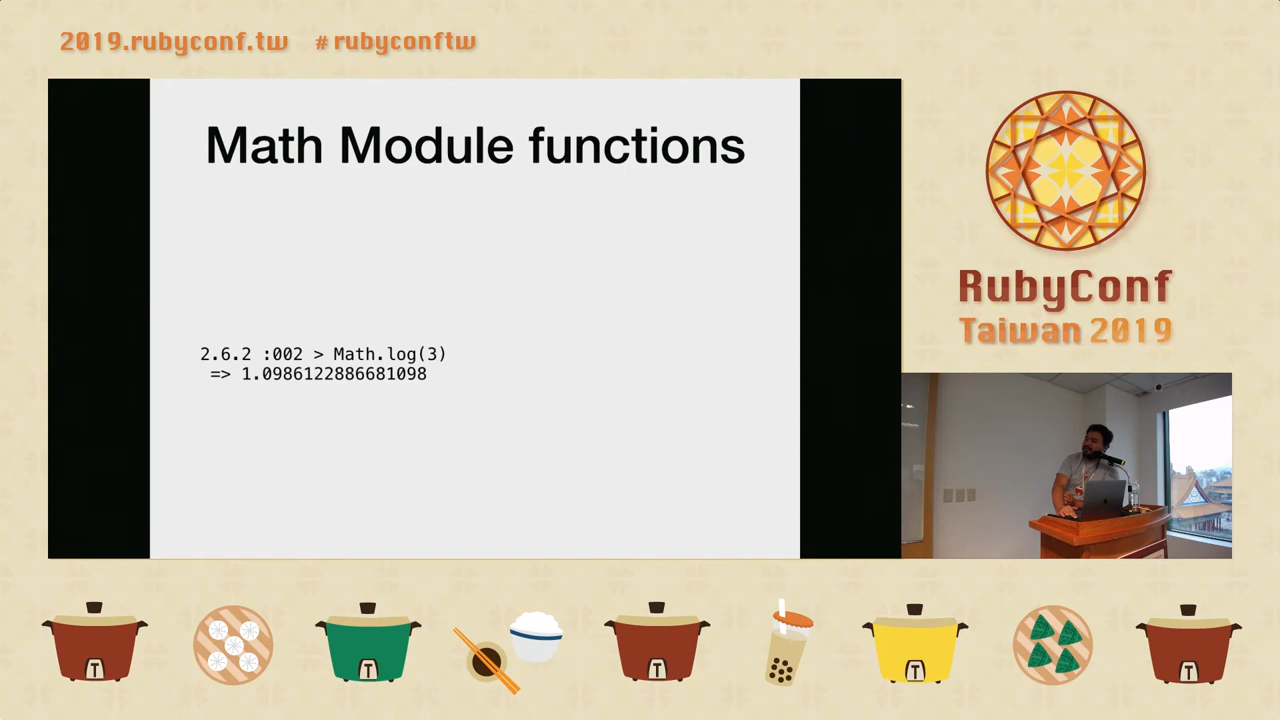 2019.rubyconf.tw # rubyconftw
Math Module functions
2.6.2 :002 > Math.log(3)
=> 1.0986122886681098
RubyConf
Taiwan 2019
T
T
T
T
T